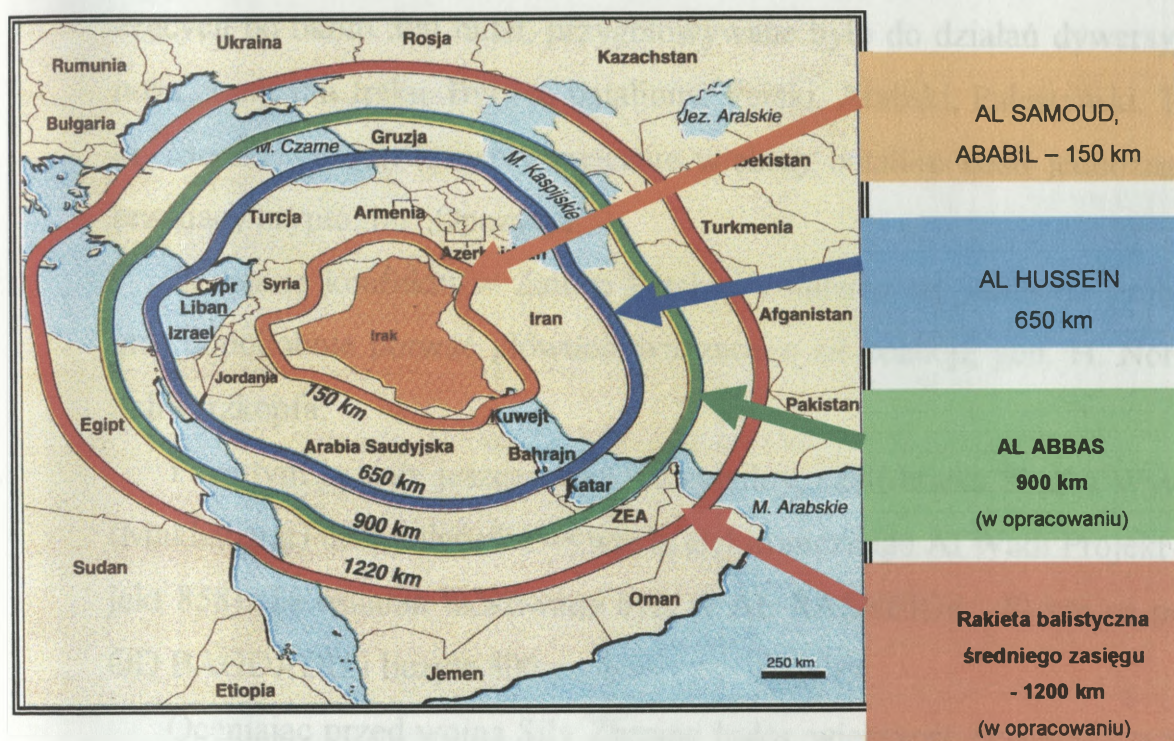 Ukraina
Rosja
Kazachstan
Rumunia
Bułgaria
Jez. Aralskie
M. Czarne
Gruzja
M. Kaspijskie
Uzbekistan
Turcja
Armenia
Turkmenia
Azerbejdżan
Cypr
Syria
Liban
Izrael
Irak
Iran
Afganistan
Jordania
150 km
Kuwejt
Pakistan
Egipt
Arabia Saudyjska
Bahrajn
650 km
Katar
900 km
ZEA
M. Arabskie
1220 km
Sudan
Oman
Jemen
Etiopia
250 km
AL SAMOUD,
ABABIL – 150 km
AL HUSSEIN
650 km
AL ABBAS
900 km
(w opracowaniu)
Rakieta balistyczna
średniego zasięgu
- 1200 km
(w opracowaniu)